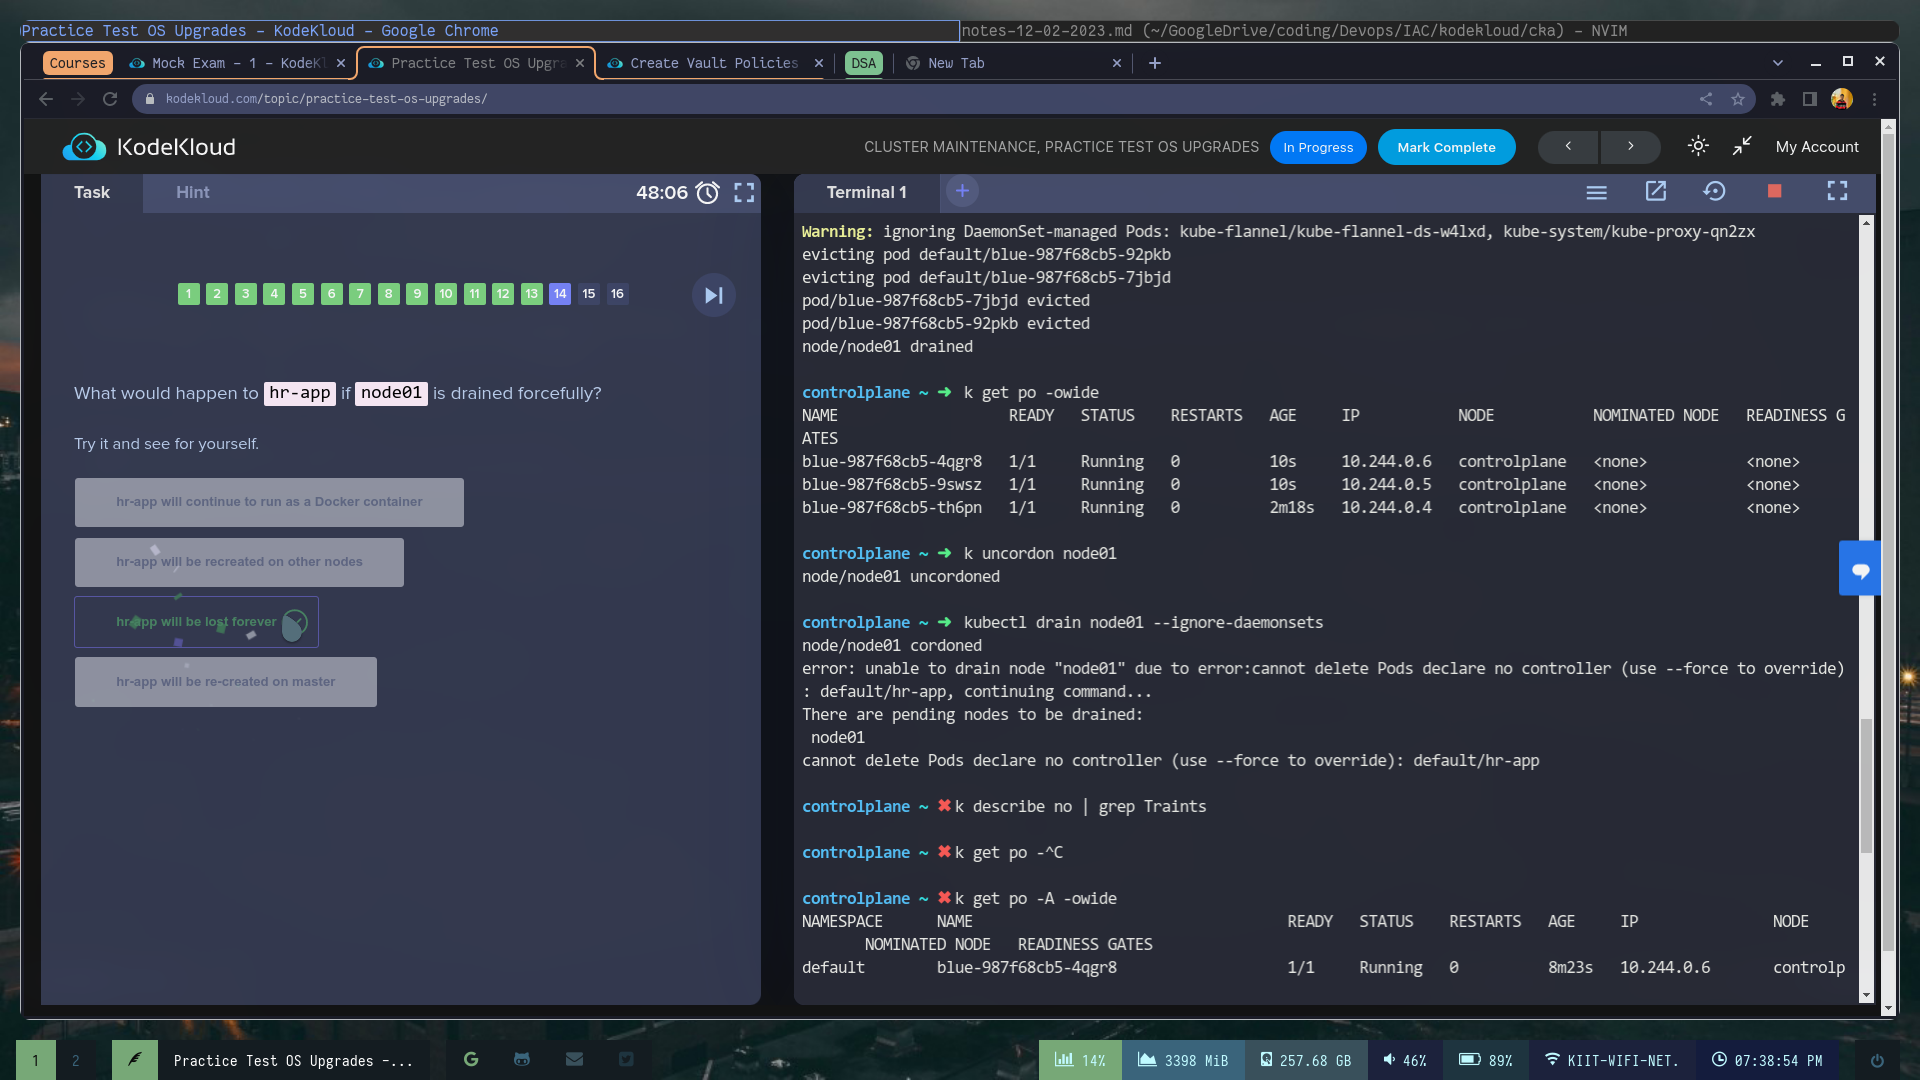 Practice Test OS Upgrades – KodeKloud – Google Chrome
notes-12-02-2023.md (~/GoogleDrive/coding/Devops/IAC/kodekloud/cka) – NVIM
Courses
Mock Exam – 1 – KodeKl
Practice Test OS Upgra
Create Vault Policies
DSA
New Tab
kodekloud.com/topic/practice-test-os-upgrades/
KodeKloud
CLUSTER MAINTENANCE, PRACTICE TEST OS UPGRADES
In Progress
Mark Complete
My Account
Task
Hint
48:06
1 2 3 4 5 6 7 8 9 10 11 12 13 14 15 16
What would happen to hr-app if node01 is drained forcefully?
Try it and see for yourself.
hr-app will continue to run as a Docker container
hr-app will be recreated on other nodes
hr-app will be lost forever
hr-app will be re-created on master
Terminal 1
Warning: ignoring DaemonSet-managed Pods: kube-flannel/kube-flannel-ds-w4lxd, kube-system/kube-proxy-qn2zx
evicting pod default/blue-987f68cb5-92pkb
evicting pod default/blue-987f68cb5-7jbjd
pod/blue-987f68cb5-7jbjd evicted
pod/blue-987f68cb5-92pkb evicted
node/node01 drained
controlplane ~ ➜ k get po -owide
NAME READY STATUS RESTARTS AGE IP NODE NOMINATED NODE READINESS G
ATES
blue-987f68cb5-4qgr8 1/1 Running 0 10s 10.244.0.6 controlplane <none> <none>
blue-987f68cb5-9swsz 1/1 Running 0 10s 10.244.0.5 controlplane <none> <none>
blue-987f68cb5-th6pn 1/1 Running 0 2m18s 10.244.0.4 controlplane <none> <none>
controlplane ~ ➜ k uncordon node01
node/node01 uncordoned
controlplane ~ ➜ kubectl drain node01 --ignore-daemonsets
node/node01 cordoned
error: unable to drain node "node01" due to error:cannot delete Pods declare no controller (use --force to override)
: default/hr-app, continuing command...
There are pending nodes to be drained:
node01
cannot delete Pods declare no controller (use --force to override): default/hr-app
controlplane ~ ✖ k describe no | grep Traints
controlplane ~ ✖ k get po -^C
controlplane ~ ✖ k get po -A -owide
NAMESPACE NAME READY STATUS RESTARTS AGE IP NODE
NOMINATED NODE READINESS GATES
default blue-987f68cb5-4qgr8 1/1 Running 0 8m23s 10.244.0.6 controlp
1 2
Practice Test OS Upgrades –...
14%
3398 MiB
257.68 GB
46%
89%
KIIT-WIFI-NET.
07:38:54 PM